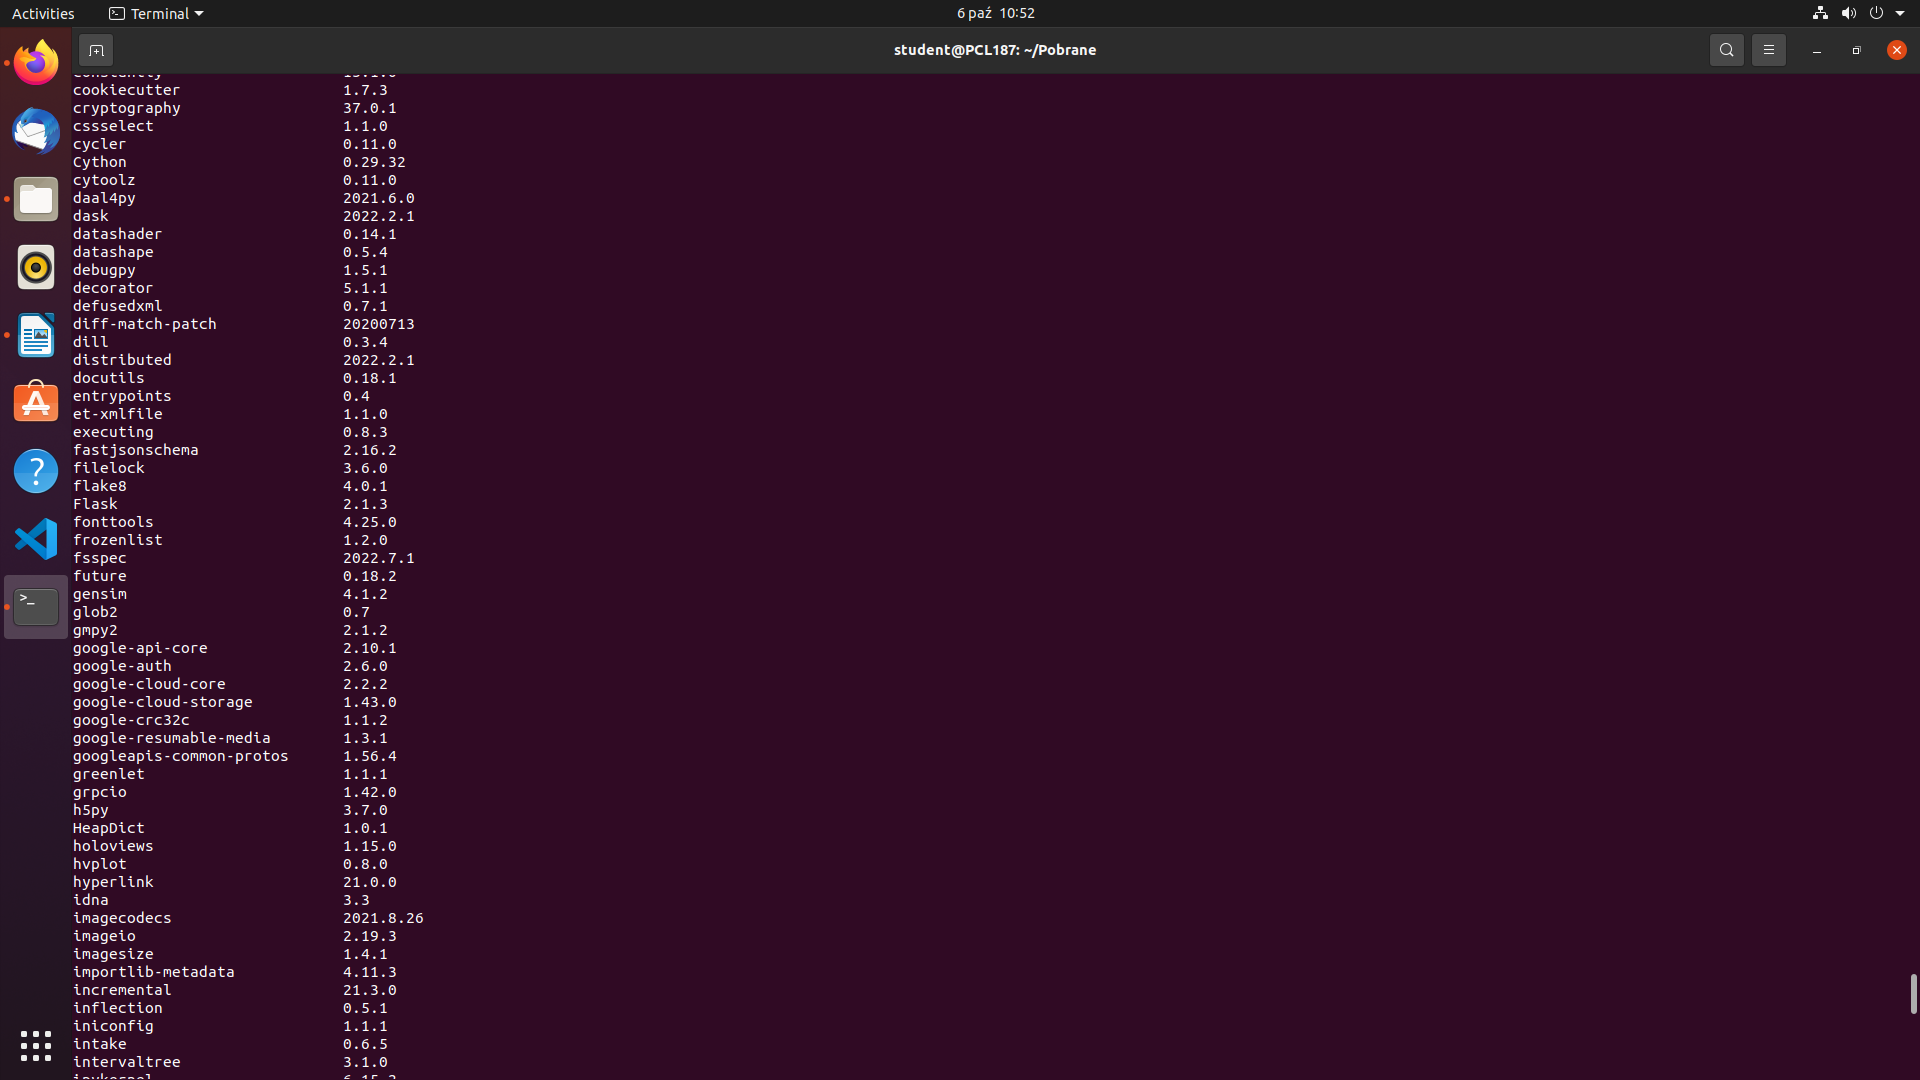 Activities Terminal 6 paź 10:52
student@PCL187: ~/Pobrane
cookiecutter 1.7.3
cryptography 37.0.1
cssselect 1.1.0
cycler 0.11.0
Cython 0.29.32
cytoolz 0.11.0
daal4py 2021.6.0
dask 2022.2.1
datashader 0.14.1
datashape 0.5.4
debugpy 1.5.1
decorator 5.1.1
defusedxml 0.7.1
diff-match-patch 20200713
dill 0.3.4
distributed 2022.2.1
docutils 0.18.1
entrypoints 0.4
et-xmlfile 1.1.0
executing 0.8.3
fastjsonschema 2.16.2
filelock 3.6.0
flake8 4.0.1
Flask 2.1.3
fonttools 4.25.0
frozenlist 1.2.0
fsspec 2022.7.1
future 0.18.2
gensim 4.1.2
glob2 0.7
gmpy2 2.1.2
google-api-core 2.10.1
google-auth 2.6.0
google-cloud-core 2.2.2
google-cloud-storage 1.43.0
google-crc32c 1.1.2
google-resumable-media 1.3.1
googleapis-common-protos 1.56.4
greenlet 1.1.1
grpcio 1.42.0
h5py 3.7.0
HeapDict 1.0.1
holoviews 1.15.0
hvplot 0.8.0
hyperlink 21.0.0
idna 3.3
imagecodecs 2021.8.26
imageio 2.19.3
imagesize 1.4.1
importlib-metadata 4.11.3
incremental 21.3.0
inflection 0.5.1
iniconfig 1.1.1
intake 0.6.5
intervaltree 3.1.0